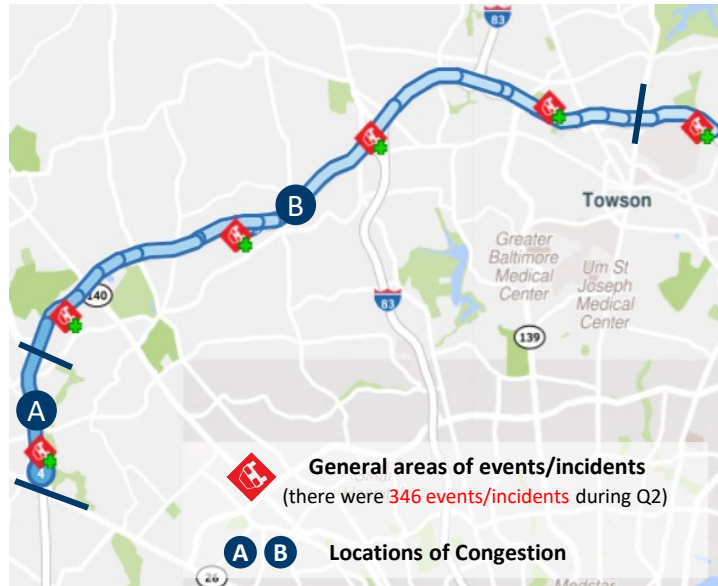 83
Towson
B
Greater
Baltimore
Medical
Center
Um St
Joseph
Medical
Center
140
83
139
A
4
General areas of events/incidents
(there were 346 events/incidents during Q2)
A B Locations of Congestion
26
Medstar